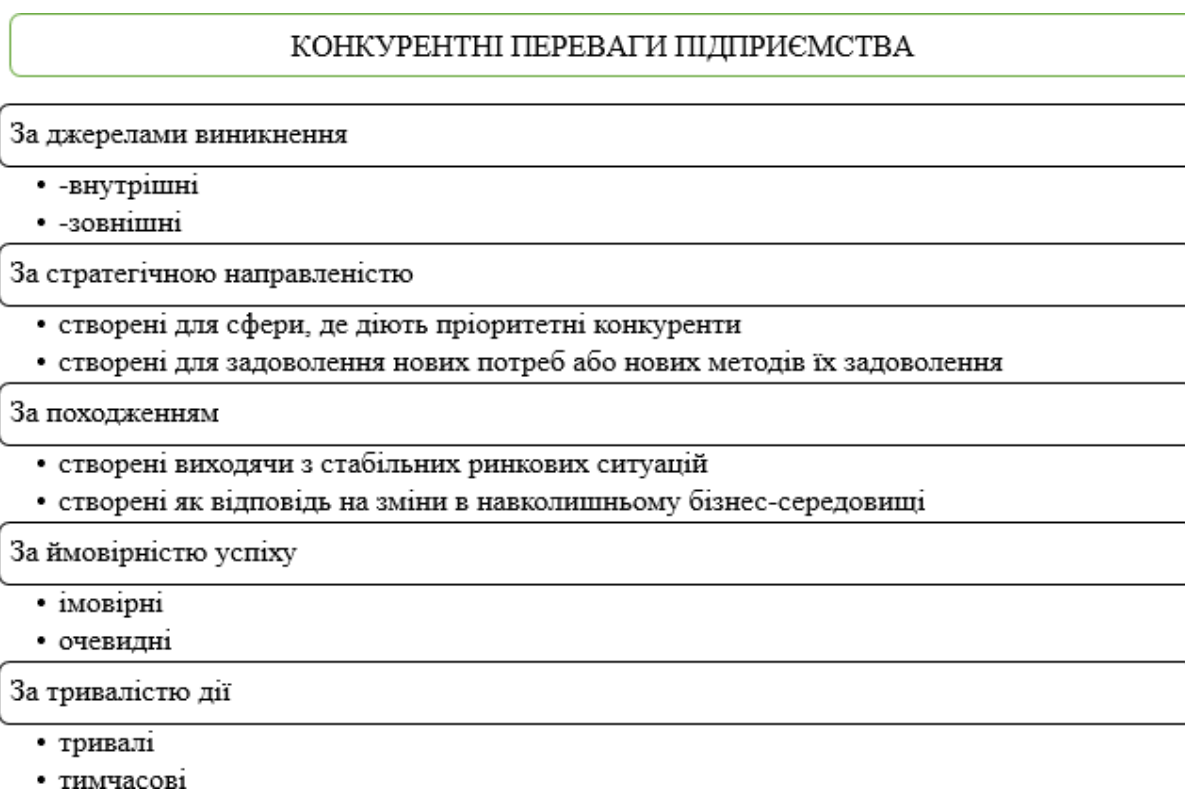 КОНКУРЕНТНІ ПЕРЕВАГИ ПІДПРИЄМСТВА
За джерелами виникнення
• -внутрішні
• -зовнішні
За стратегічною направленістю
• створені для сфери, де діють пріоритетні конкуренти
• створені для задоволення нових потреб або нових методів їх задоволення
За походженням
• створені виходячи з стабільних ринкових ситуацій
• створені як відповідь на зміни в навколишньому бізнес-середовищі
За ймовірністю успіху
• імовірні
• очевидні
За тривалістю дії
• тривалі
• тимчасові